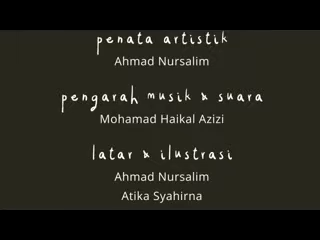 penata artistik
Ahmad Nursalim
pengarah musik & suara
Mohamad Haikal Azizi
latar & ilustrasi
Ahmad Nursalim
Atika Syahirna